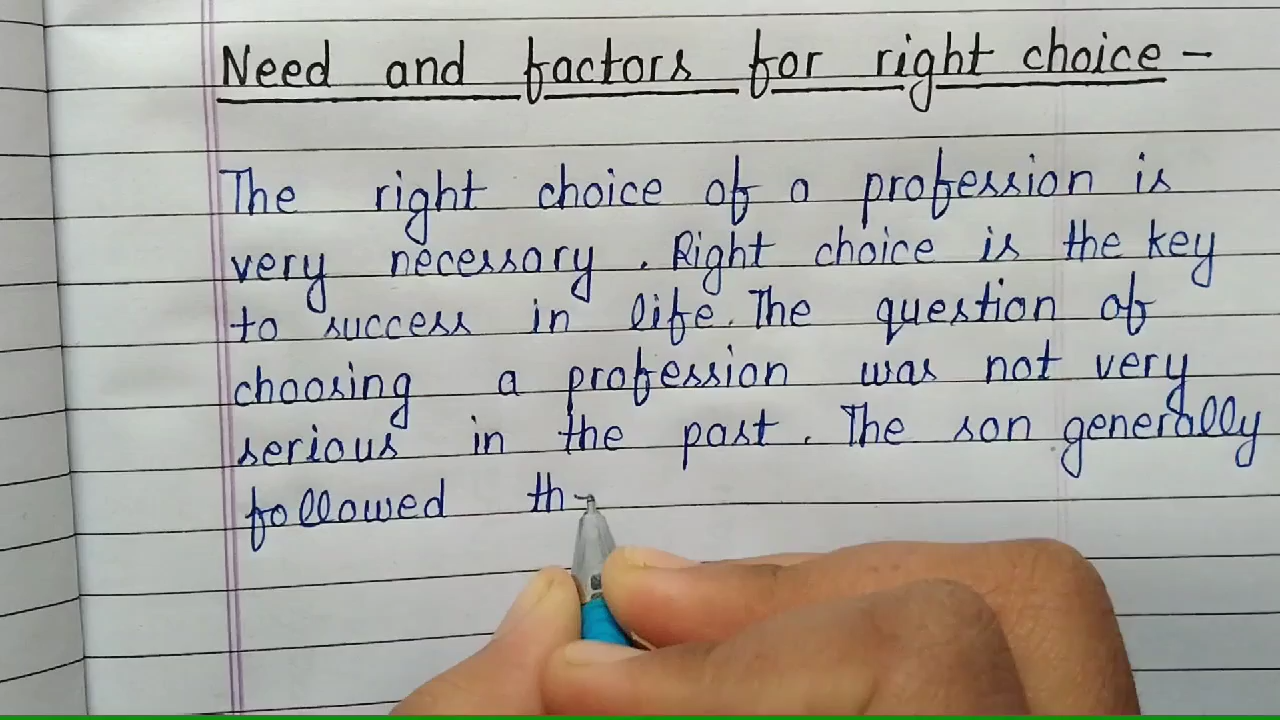 Need and factors for right choice –
The right choice of a profession is
very necessary. Right choice is the key
to success in life. The question of
choosing a profession was not very
serious in the past. The son generally
followed th